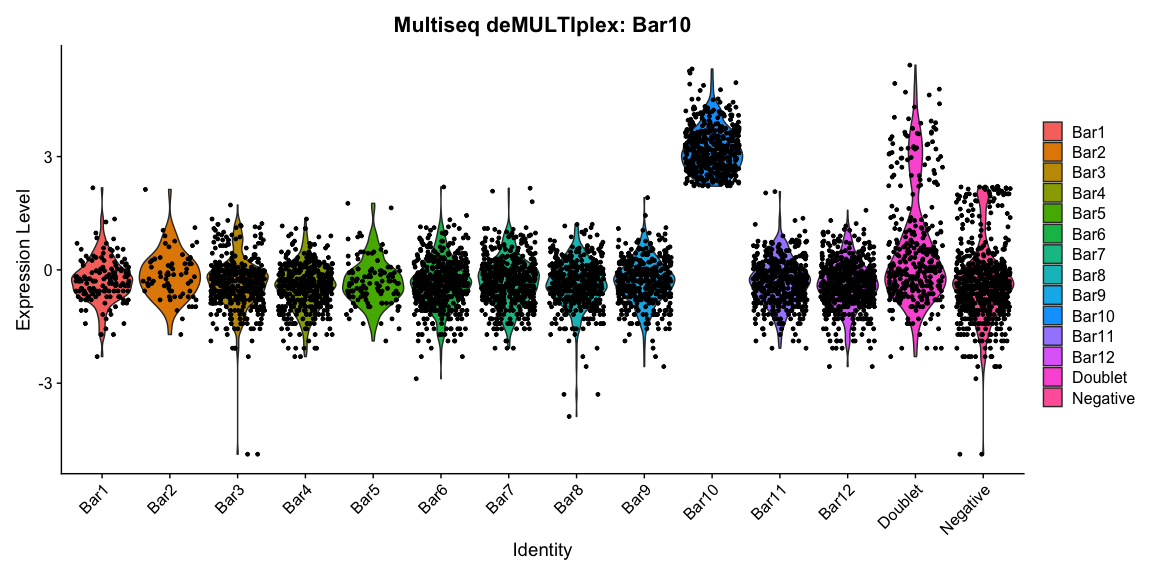 Multiseq deMULTIplex: Bar10
Expression Level
3
0
-3
Bar1
Bar2
Bar3
Bar4
Bar5
Bar6
Bar7
Bar8
Bar9
Bar10
Bar11
Bar12
Doublet
Negative
Identity
Bar1
Bar2
Bar3
Bar4
Bar5
Bar6
Bar7
Bar8
Bar9
Bar10
Bar11
Bar12
Doublet
Negative